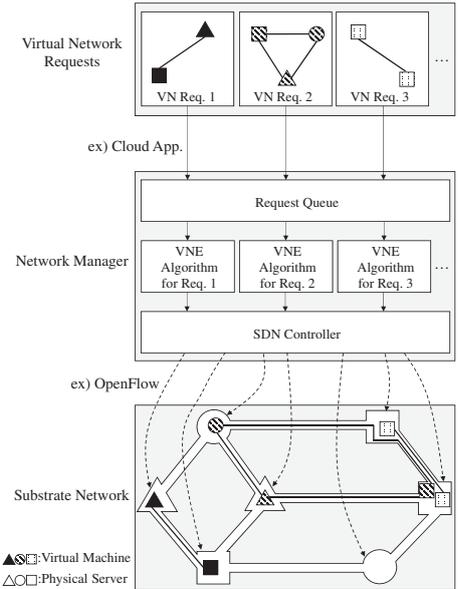 Virtual Network
Requests
VN Req. 1
VN Req. 2
VN Req. 3
...
ex) Cloud App.
Request Queue
Network Manager
VNE
Algorithm
for Req. 1
VNE
Algorithm
for Req. 2
VNE
Algorithm
for Req. 3
...
SDN Controller
ex) OpenFlow
Substrate Network
:Virtual Machine
:Physical Server